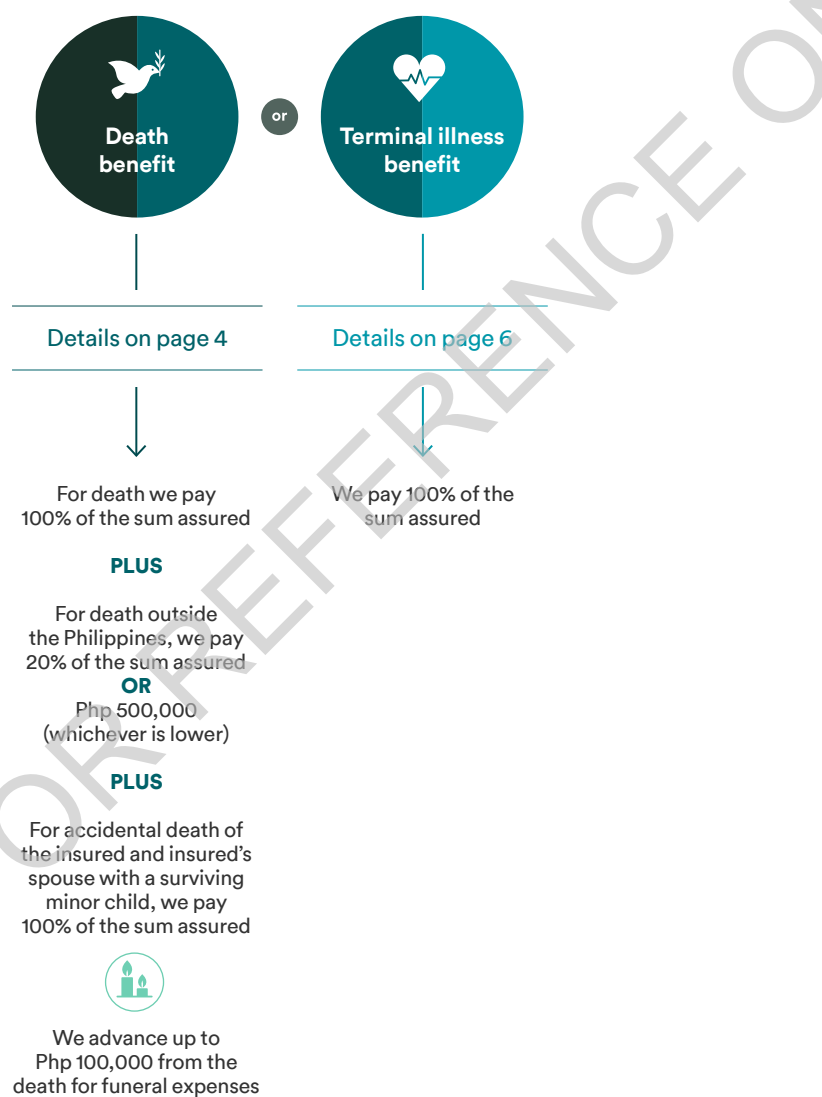 Death
benefit
or
Terminal illness
benefit
Details on page 4
Details on page 6
For death we pay
100% of the sum assured
We pay 100% of the
sum assured
PLUS
For death outside
the Philippines, we pay
20% of the sum assured
OR
Php 500,000
(whichever is lower)
PLUS
For accidental death of
the insured and insured's
spouse with a surviving
minor child, we pay
100% of the sum assured
We advance up to
Php 100,000 from the
death for funeral expenses
OR REFERENCE